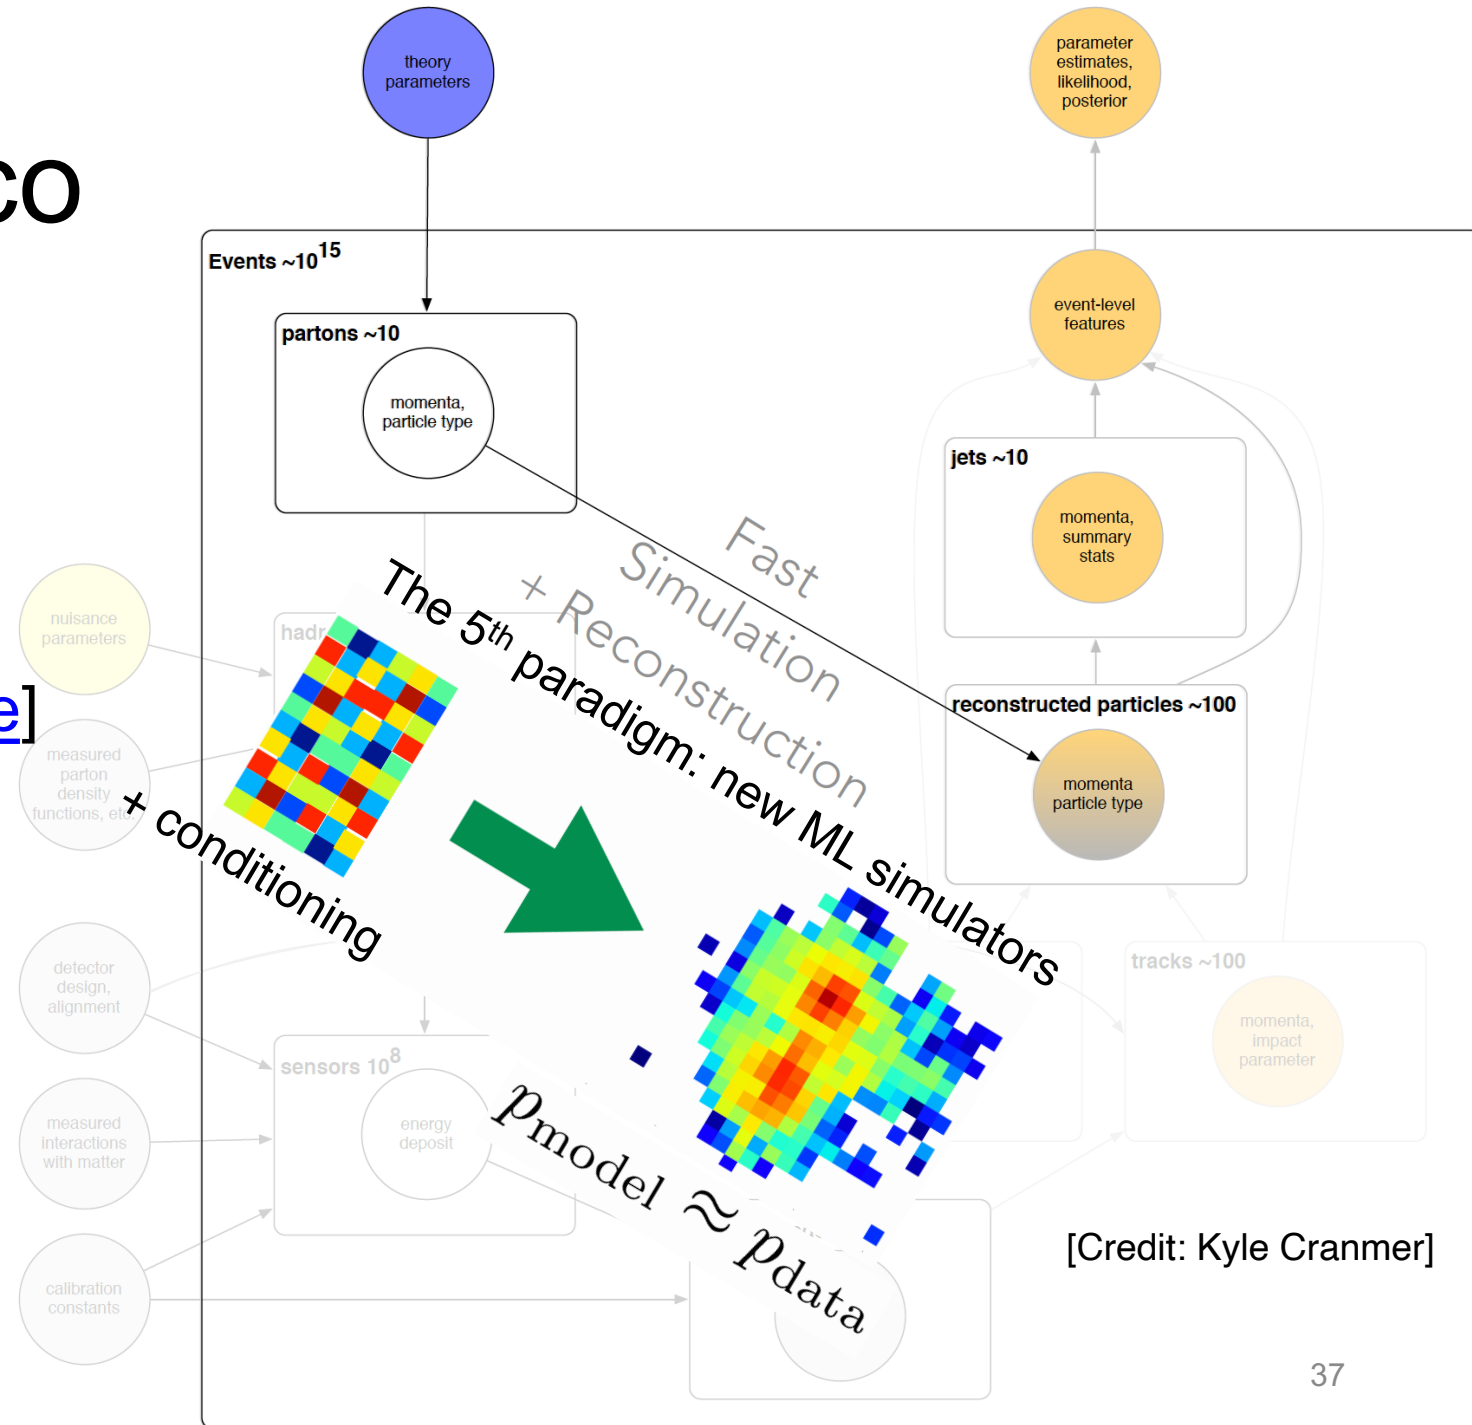 theory
parameters
parameter
estimates,
likelihood,
posterior
co
Events ~10^15
partons ~10
momenta,
particle type
event-level
features
jets ~10
momenta,
summary
stats
Fast
Simulation
+ Reconstruction
The 5th paradigm: new ML simulators
nuisance
parameters
hadr
e]
measured
parton
density
functions, etc.
+ conditioning
reconstructed particles ~100
momenta
particle type
detector
design,
alignment
tracks ~100
momenta,
impact
parameter
sensors 10^8
energy
deposit
measured
interactions
with matter
p_model ≈ p_data
calibration
constants
[Credit: Kyle Cranmer]
37